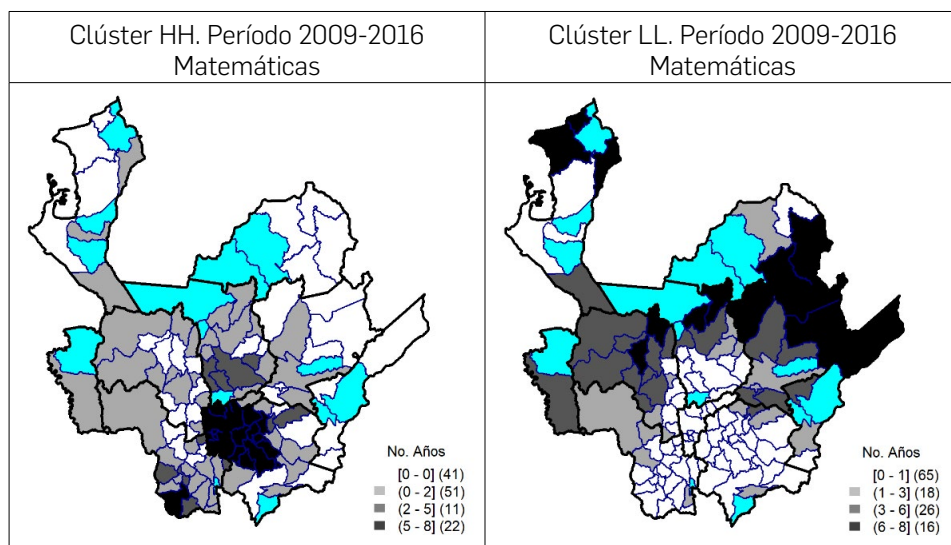 Clúster HH. Período 2009-2016
Matemáticas
Clúster LL. Período 2009-2016
Matemáticas
No. Años
[0 - 0] (41)
(0 - 2] (51)
(2 - 5] (11)
(5 - 8] (22)
No. Años
[0 - 1] (65)
(1 - 3] (18)
(3 - 6] (26)
(6 - 8] (16)